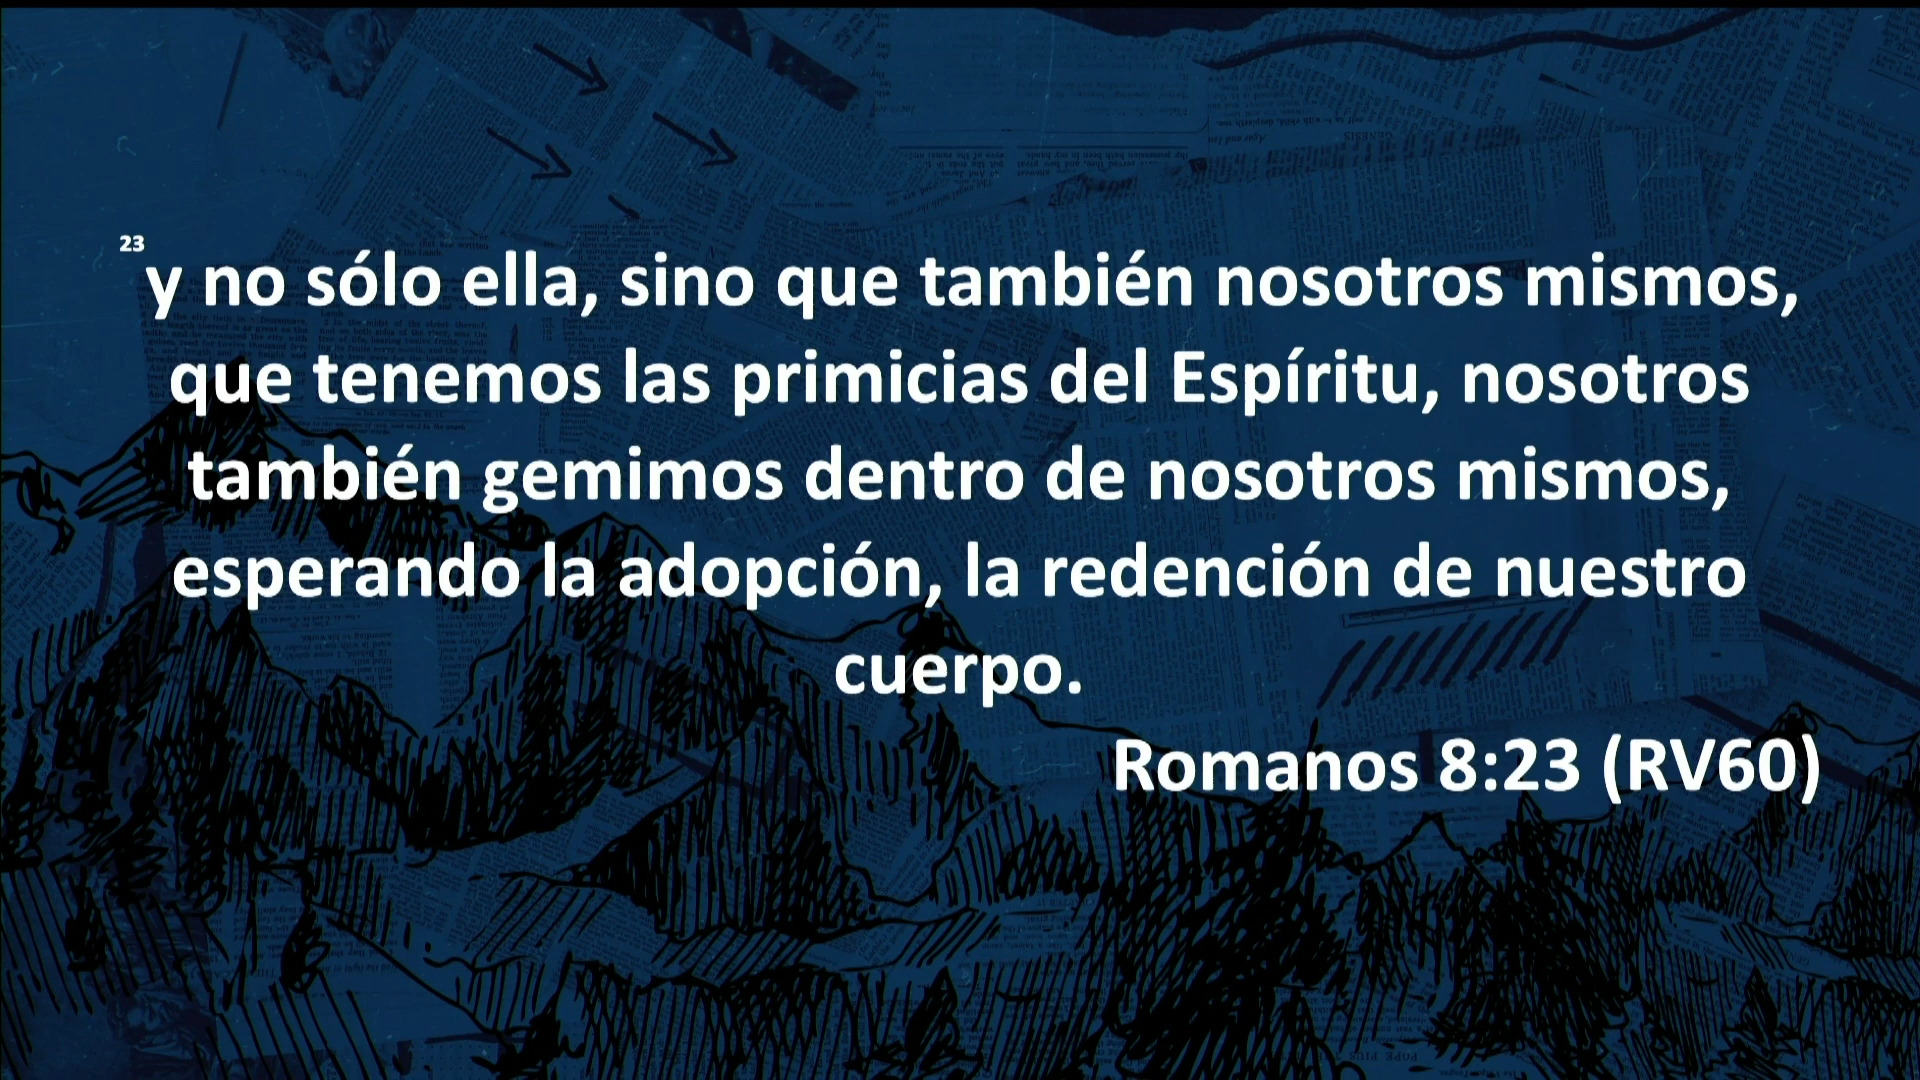 23 y no sólo ella, sino que también nosotros mismos,
que tenemos las primicias del Espíritu, nosotros
también gemimos dentro de nosotros mismos,
esperando la adopción, la redención de nuestro
cuerpo.
Romanos 8:23 (RV60)